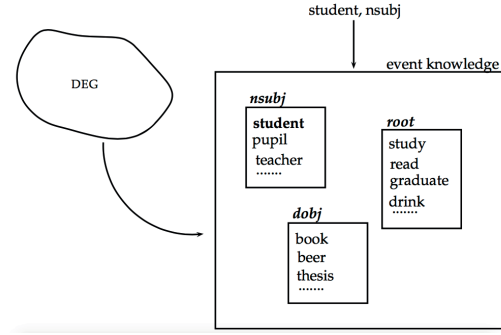 student, nsubj
event knowledge
DEG
nsubj
student
pupil
teacher
.......
root
study
read
graduate
drink
.......
dobj
book
beer
thesis
.......